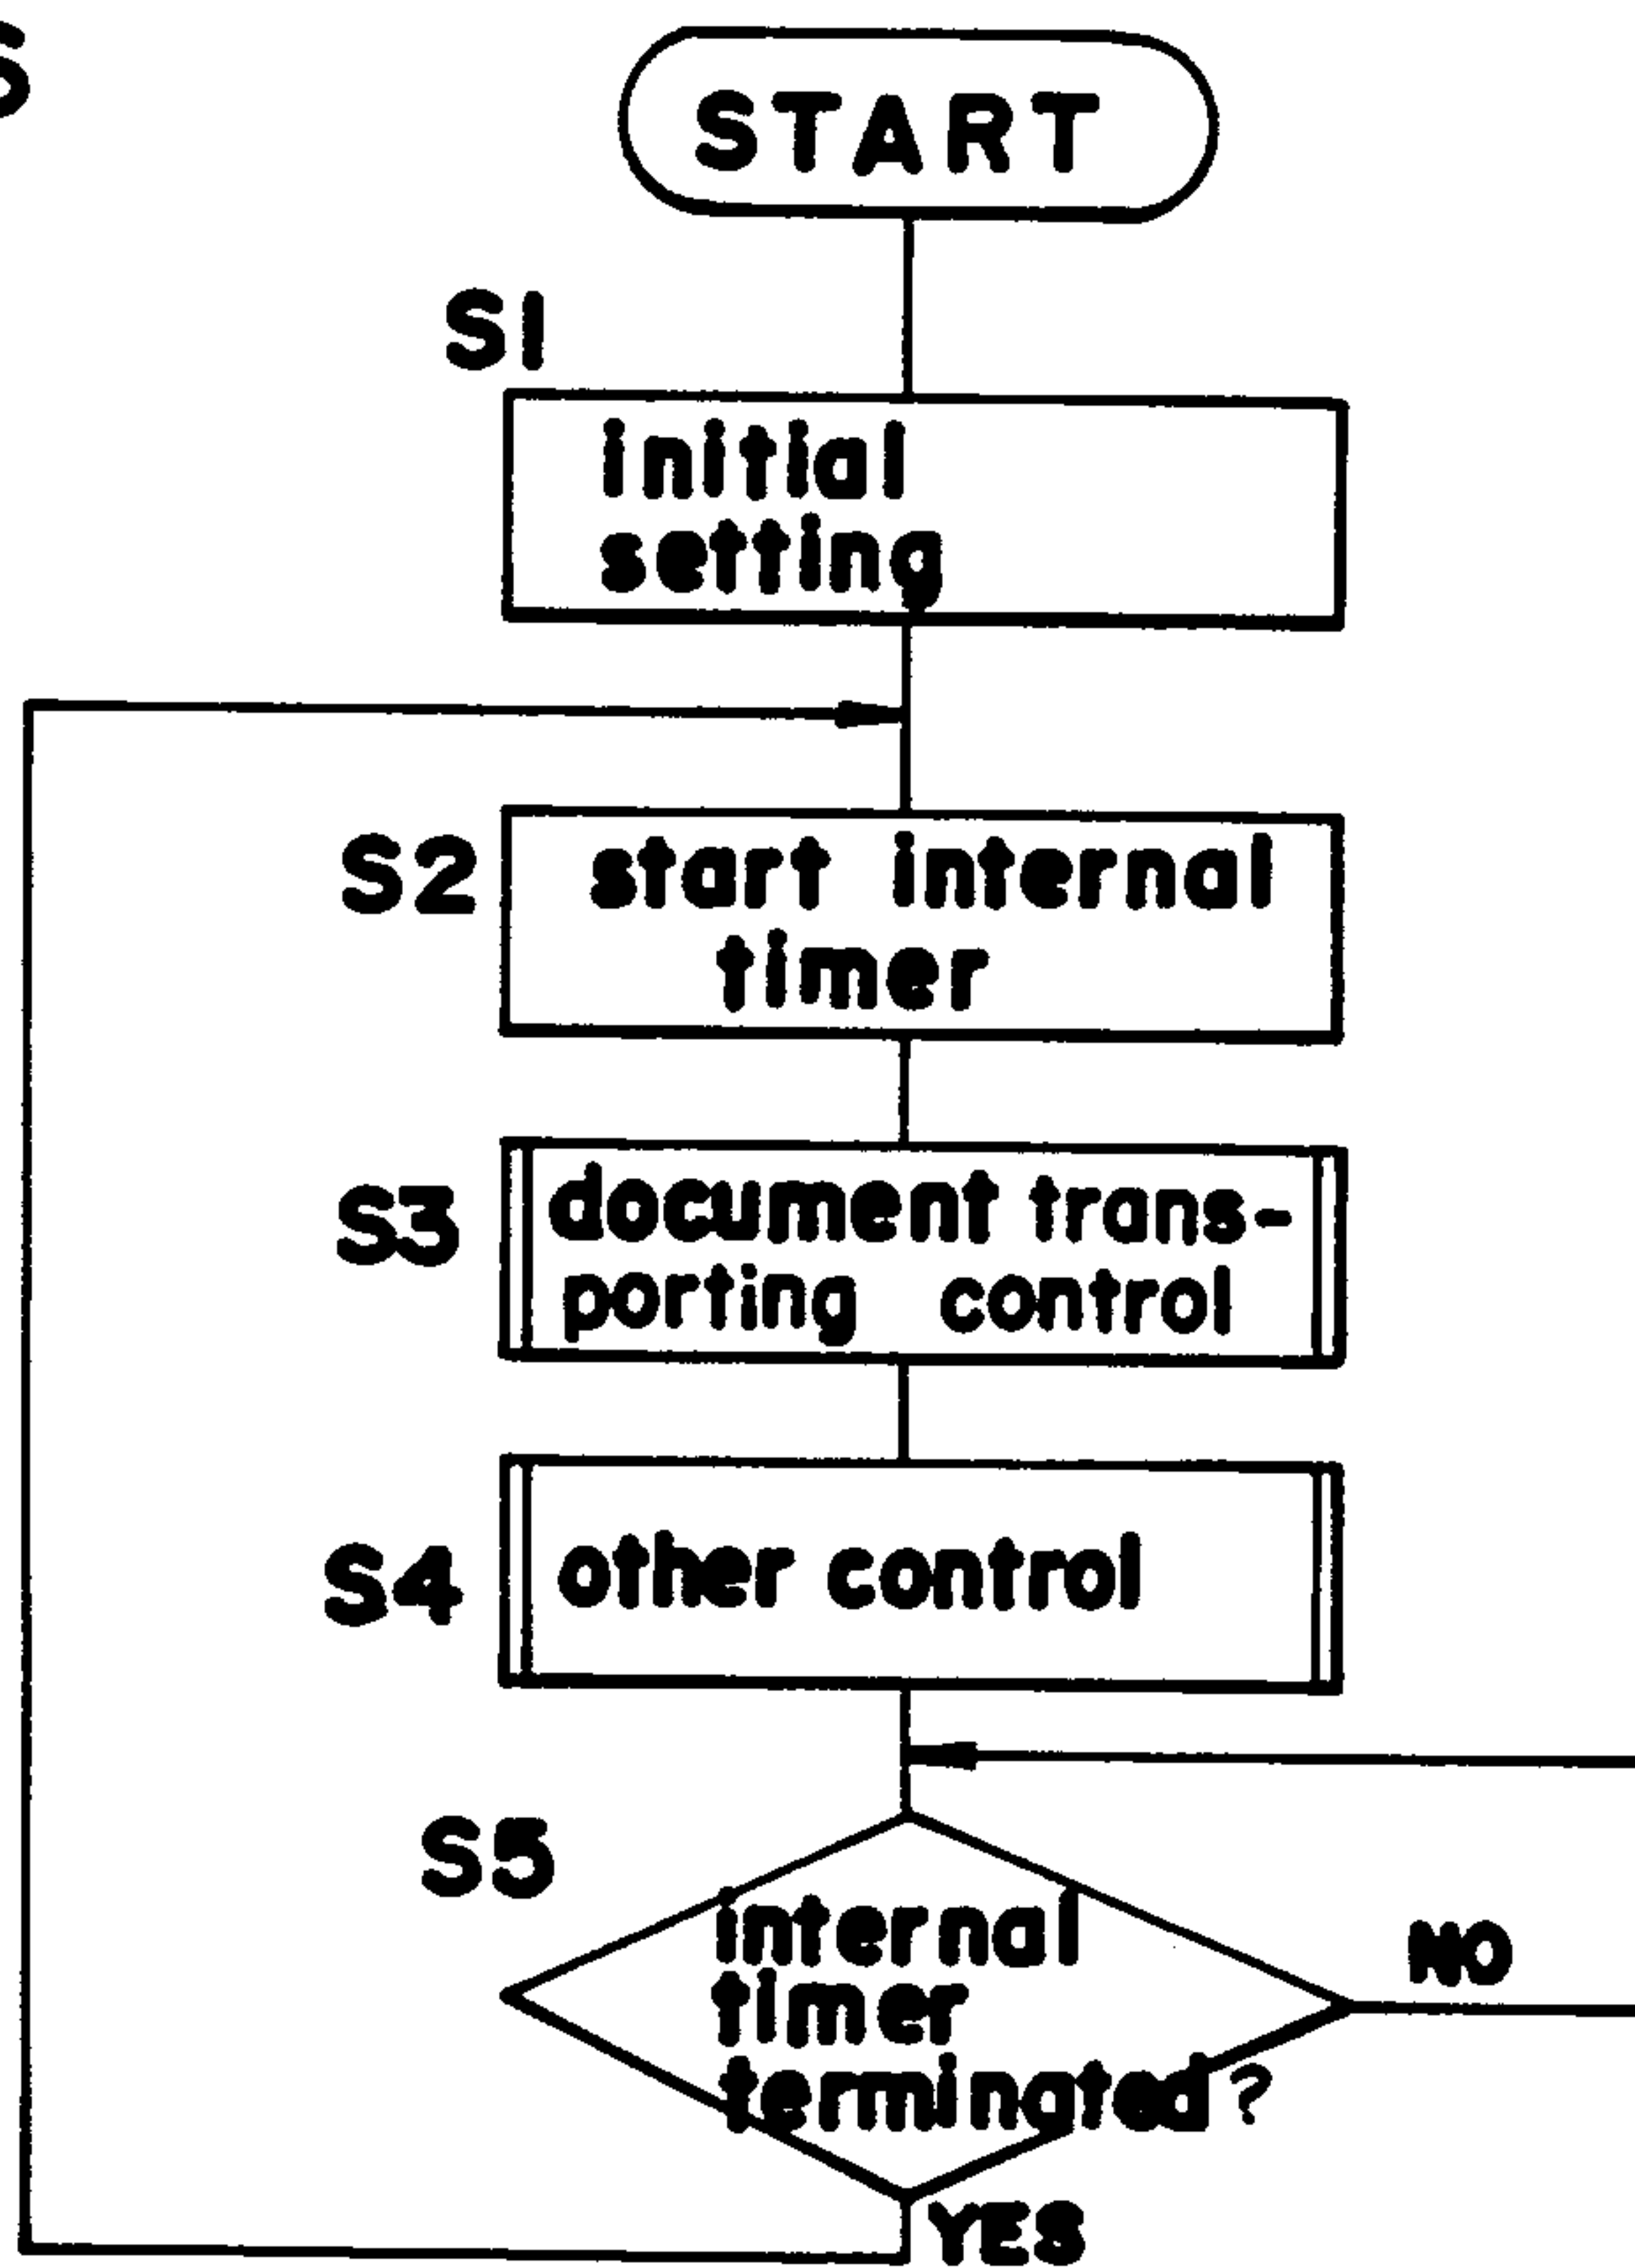 START
S1
initial
setting
S2
start internal
timer
S3
document trans-
porting control
S4
other control
S5
internal
timer
terminated?
NO
YES